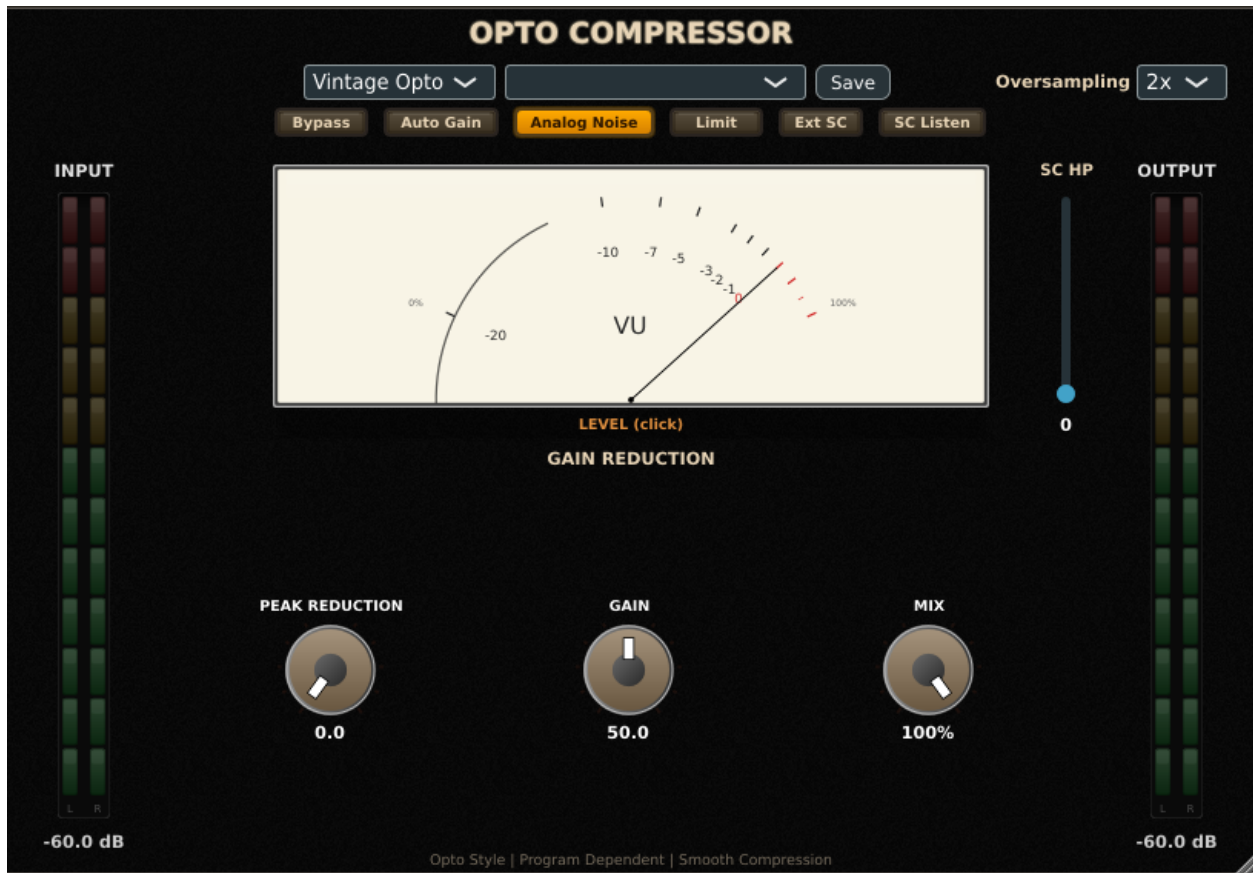 OPTO COMPRESSOR
Vintage Opto Save Oversampling 2x
Bypass Auto Gain Analog Noise Limit Ext SC SC Listen
INPUT SC HP OUTPUT
-10 -7 -5 -3 -2 -1 0
0% 100%
-20 VU
LEVEL (click) 0
GAIN REDUCTION
PEAK REDUCTION GAIN MIX
0.0 50.0 100%
L R L R
-60.0 dB -60.0 dB
Opto Style | Program Dependent | Smooth Compression